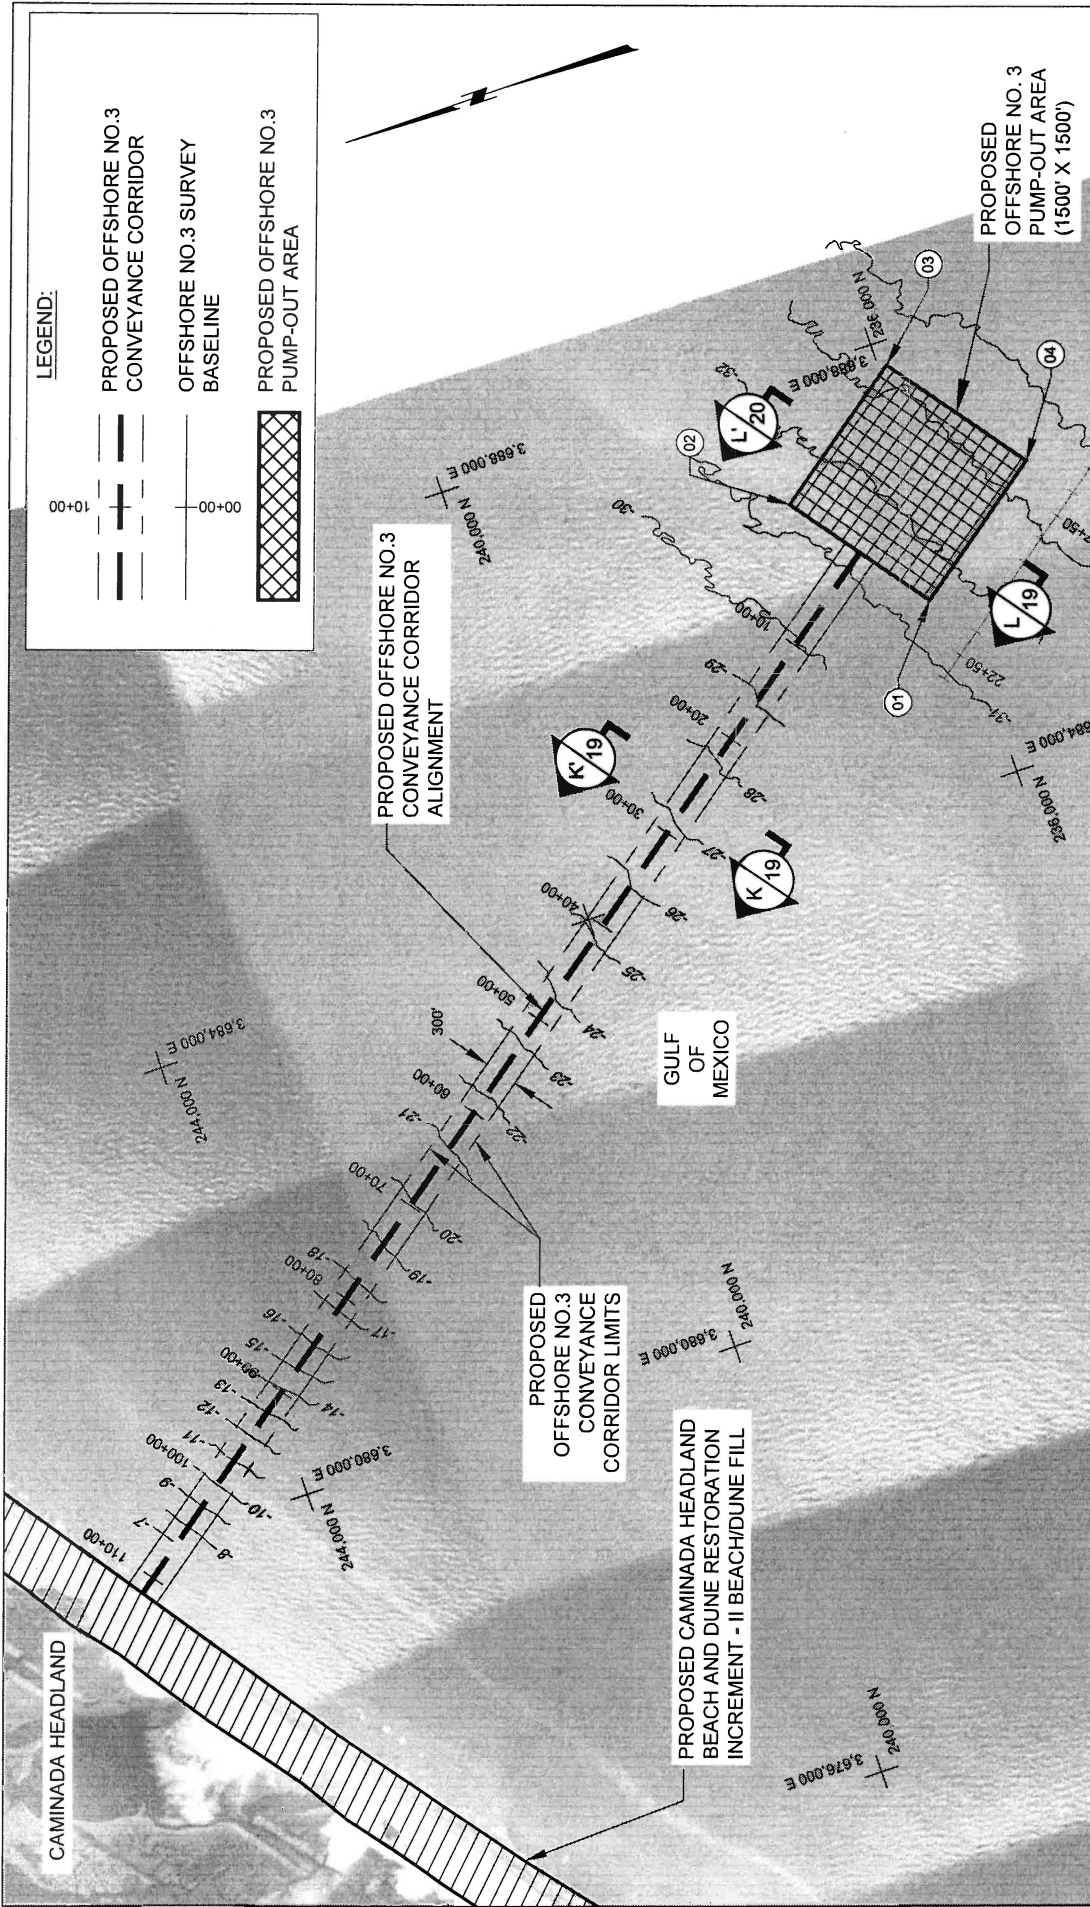 LEGEND:
10+00
PROPOSED OFFSHORE NO.3
CONVEYANCE CORRIDOR
00+00
OFFSHORE NO.3 SURVEY
BASELINE
PROPOSED OFFSHORE NO.3
PUMP-OUT AREA
CAMINADA HEADLAND
110+00
-7
-8
-9
-10
100+00
-11
-12
-13
-14
90+00
-15
-16
-17
80+00
-18
-19
-20
70+00
-21
-22
60+00
-23
300'
-24
50+00
-25
40+00
-26
-27
30+00
-28
20+00
-29
10+00
-30
-31
-32
244,000 N
3,680,000 E
244,000 N
3,684,000 E
240,000 N
3,688,000 E
3,676,000 E
240,000 N
3,680,000 E
240,000 N
236,000 N
684,000 E
3,688,000 E
236,000 N
PROPOSED OFFSHORE NO.3
CONVEYANCE CORRIDOR
ALIGNMENT
PROPOSED
OFFSHORE NO.3
CONVEYANCE
CORRIDOR LIMITS
PROPOSED CAMINADA HEADLAND
BEACH AND DUNE RESTORATION
INCREMENT - II BEACH/DUNE FILL
GULF
OF
MEXICO
K'
19
K
19
L'
20
L
19
01
02
03
04
22+50
7+50
PROPOSED
OFFSHORE NO. 3
PUMP-OUT AREA
(1500' X 1500')